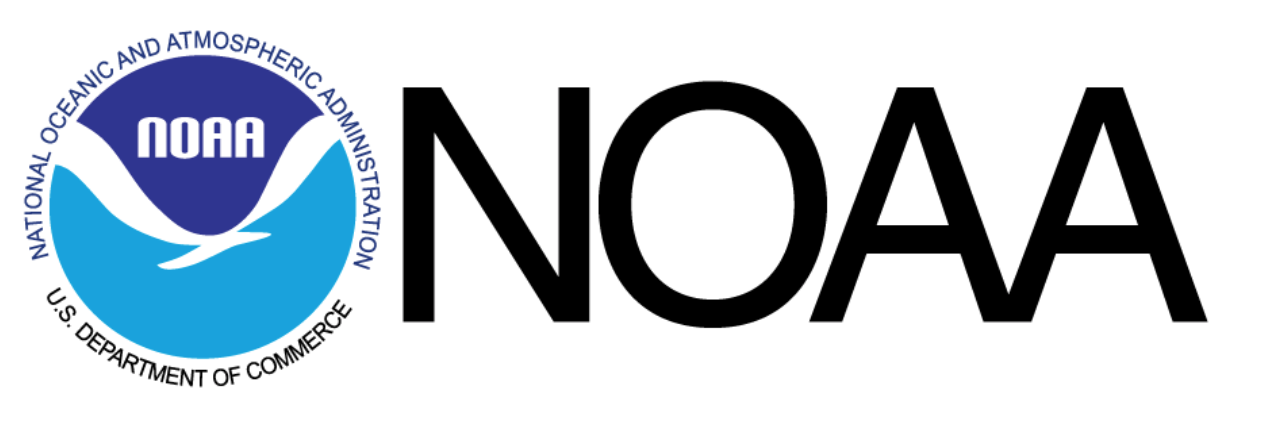 NATIONAL OCEANIC AND ATMOSPHERIC ADMINISTRATION
NOAA
U.S. DEPARTMENT OF COMMERCE
NOAA